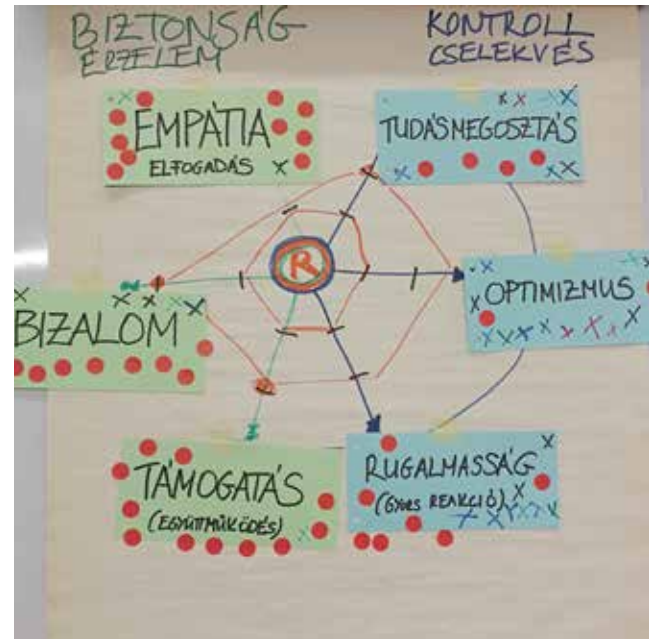 BIZTONSÁG
ÉRZELEM
KONTROLL
CSELEKVÉS
EMPÁTIA
ELFOGADÁS
TUDÁSMEGOSZTÁS
R
OPTIMIZMUS
BIZALOM
TÁMOGATÁS
(EGYÜTTMŰKÖDÉS)
RUGALMASSÁG
(GYORS REAKCIÓ)